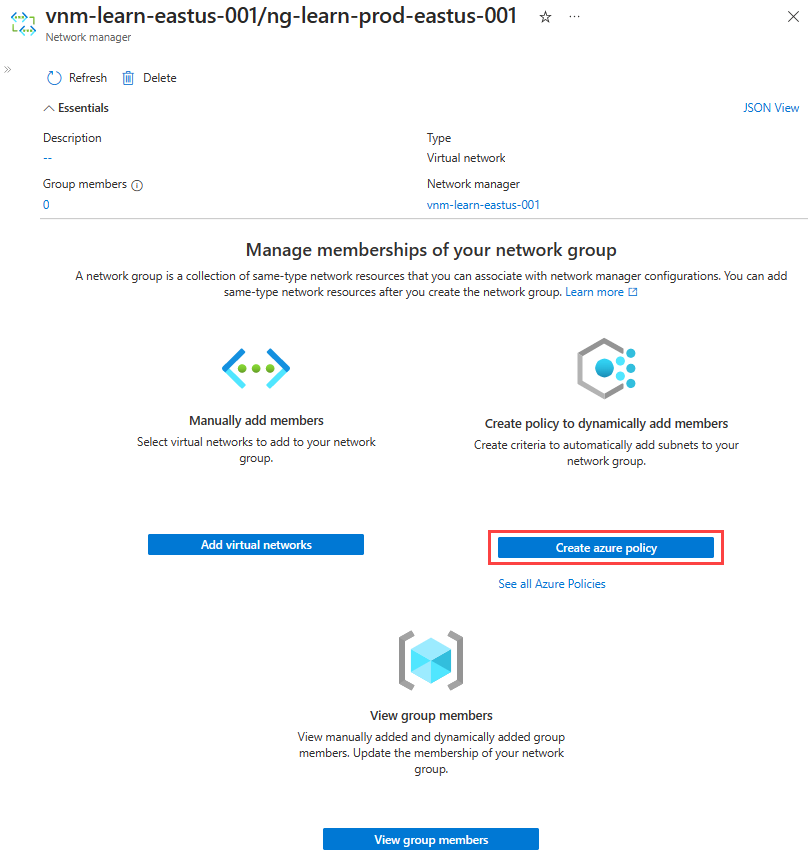 vnm-learn-eastus-001/ng-learn-prod-eastus-001
Network manager
Refresh
Delete
Essentials
JSON View
Description
Type
--
Virtual network
Group members
Network manager
0
vnm-learn-eastus-001
Manage memberships of your network group
A network group is a collection of same-type network resources that you can associate with network manager configurations. You can add
same-type network resources after you create the network group. Learn more
Manually add members
Select virtual networks to add to your network
group.
Add virtual networks
Create policy to dynamically add members
Create criteria to automatically add subnets to your
network group.
Create azure policy
See all Azure Policies
View group members
View manually added and dynamically added group
members. Update the membership of your network
group.
View group members